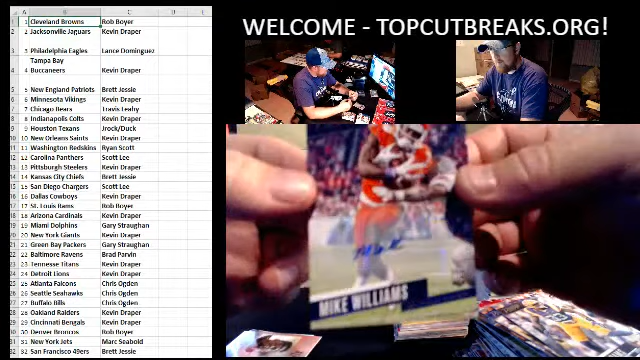 WELCOME - TOPCUTBREAKS.ORG!
A B C D E
1 Cleveland Browns Rob Boyer
2 Jacksonville Jaguars Kevin Draper
3 Philadelphia Eagles Lance Dominguez
Tampa Bay
4 Buccaneers Kevin Draper
5 New England Patriots Brett Jessie
6 Minnesota Vikings Kevin Draper
7 Chicago Bears Travis Leahy
8 Indianapolis Colts Kevin Draper
9 Houston Texans Jrock/Duck
10 New Orleans Saints Kevin Draper
11 Washington Redskins Ryan Scott
12 Carolina Panthers Scott Lee
13 Pittsburgh Steelers Kevin Draper
14 Kansas City Chiefs Brett Jessie
15 San Diego Chargers Scott Lee
16 Dallas Cowboys Kevin Draper
17 St. Louis Rams Rob Boyer
18 Arizona Cardinals Kevin Draper
19 Miami Dolphins Gary Straughan
20 New York Giants Kevin Draper
21 Green Bay Packers Gary Straughan
22 Baltimore Ravens Brad Parvin
23 Tennessee Titans Kevin Draper
24 Detroit Lions Kevin Draper
25 Atlanta Falcons Chris Ogden
26 Seattle Seahawks Chris Ogden
27 Buffalo Bills Chris Ogden
28 Oakland Raiders Kevin Draper
29 Cincinnati Bengals Kevin Draper
30 Denver Broncos Rob Boyer
31 New York Jets Marc Seabold
32 San Francisco 49ers Brett Jessie
MIKE WILLIAMS